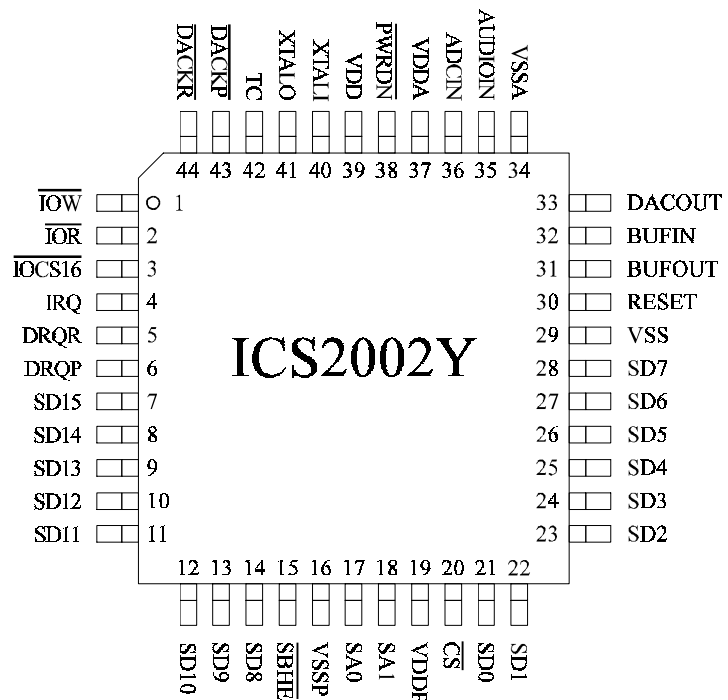 DACKR DACKP TC XTALO XTALI VDD PWRDN VDDA ADCIN AUDIOIN VSSA
44 43 42 41 40 39 38 37 36 35 34
IOW 1 33 DACOUT
IOR 2 32 BUFIN
IOCS16 3 31 BUFOUT
IRQ 4 30 RESET
DRQR 5 29 VSS
DRQP 6 28 SD7
ICS2002Y
SD15 7 27 SD6
SD14 8 26 SD5
SD13 9 25 SD4
SD12 10 24 SD3
SD11 11 23 SD2
12 13 14 15 16 17 18 19 20 21 22
SD10 SD9 SD8 SBHE VSSP SA0 SA1 VDDP CS SD0 SD1